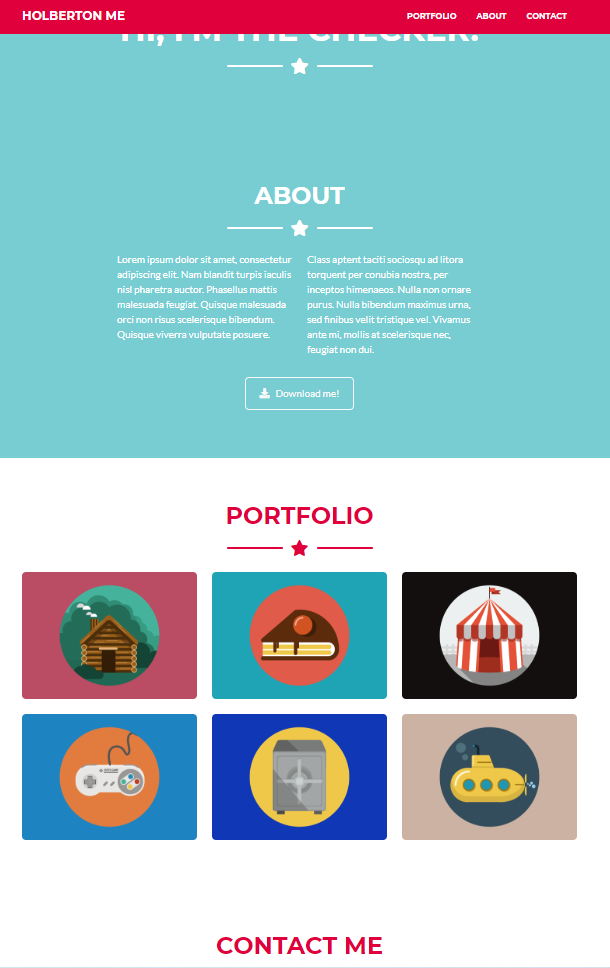 HOLBERTON ME
PORTFOLIO ABOUT CONTACT
HI, I'M THE CHECKER.
ABOUT
Lorem ipsum dolor sit amet, consectetur
adipiscing elit. Nam blandit turpis iaculis
nisl pharetra auctor. Phasellus mattis
malesuada feugiat. Quisque malesuada
orci non risus scelerisque bibendum.
Quisque viverra vulputate posuere.
Class aptent taciti sociosqu ad litora
torquent per conubia nostra, per
inceptos himenaeos. Nulla non ornare
purus. Nulla bibendum maximus urna,
sed finibus velit tristique vel. Vivamus
ante mi, mollis at scelerisque nec,
feugiat non dui.
Download me!
PORTFOLIO
CONTACT ME